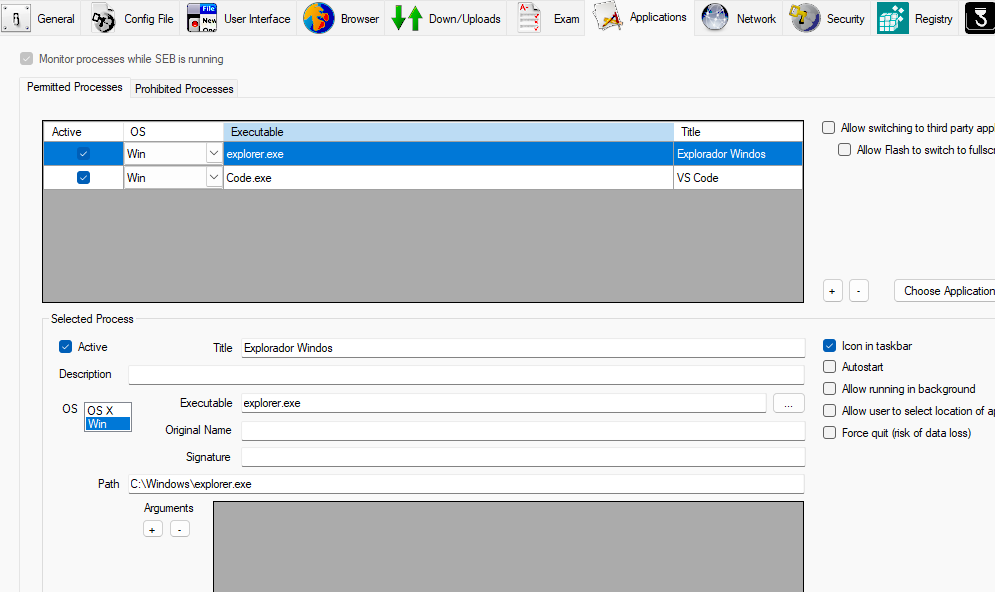 General Config File User Interface Browser Down/Uploads Exam Applications Network Security Registry
Monitor processes while SEB is running
Permitted Processes Prohibited Processes
Active OS Executable Title
Win explorer.exe Explorador Windos
Win Code.exe VS Code
Allow switching to third party appl
Allow Flash to switch to fullscre
+ - Choose Application
Selected Process
Active Title Explorador Windos
Description
OS OS X
Win
Executable explorer.exe ...
Original Name
Signature
Path C:\Windows\explorer.exe
Arguments
+ -
Icon in taskbar
Autostart
Allow running in background
Allow user to select location of ap
Force quit (risk of data loss)